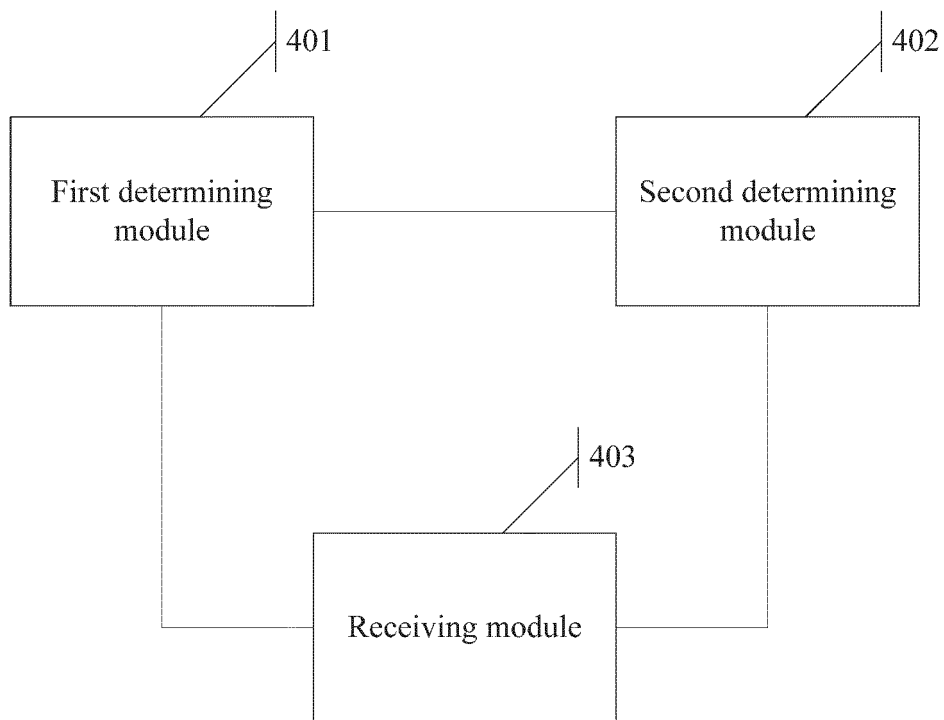 401
402
First determining
module
Second determining
module
403
Receiving module